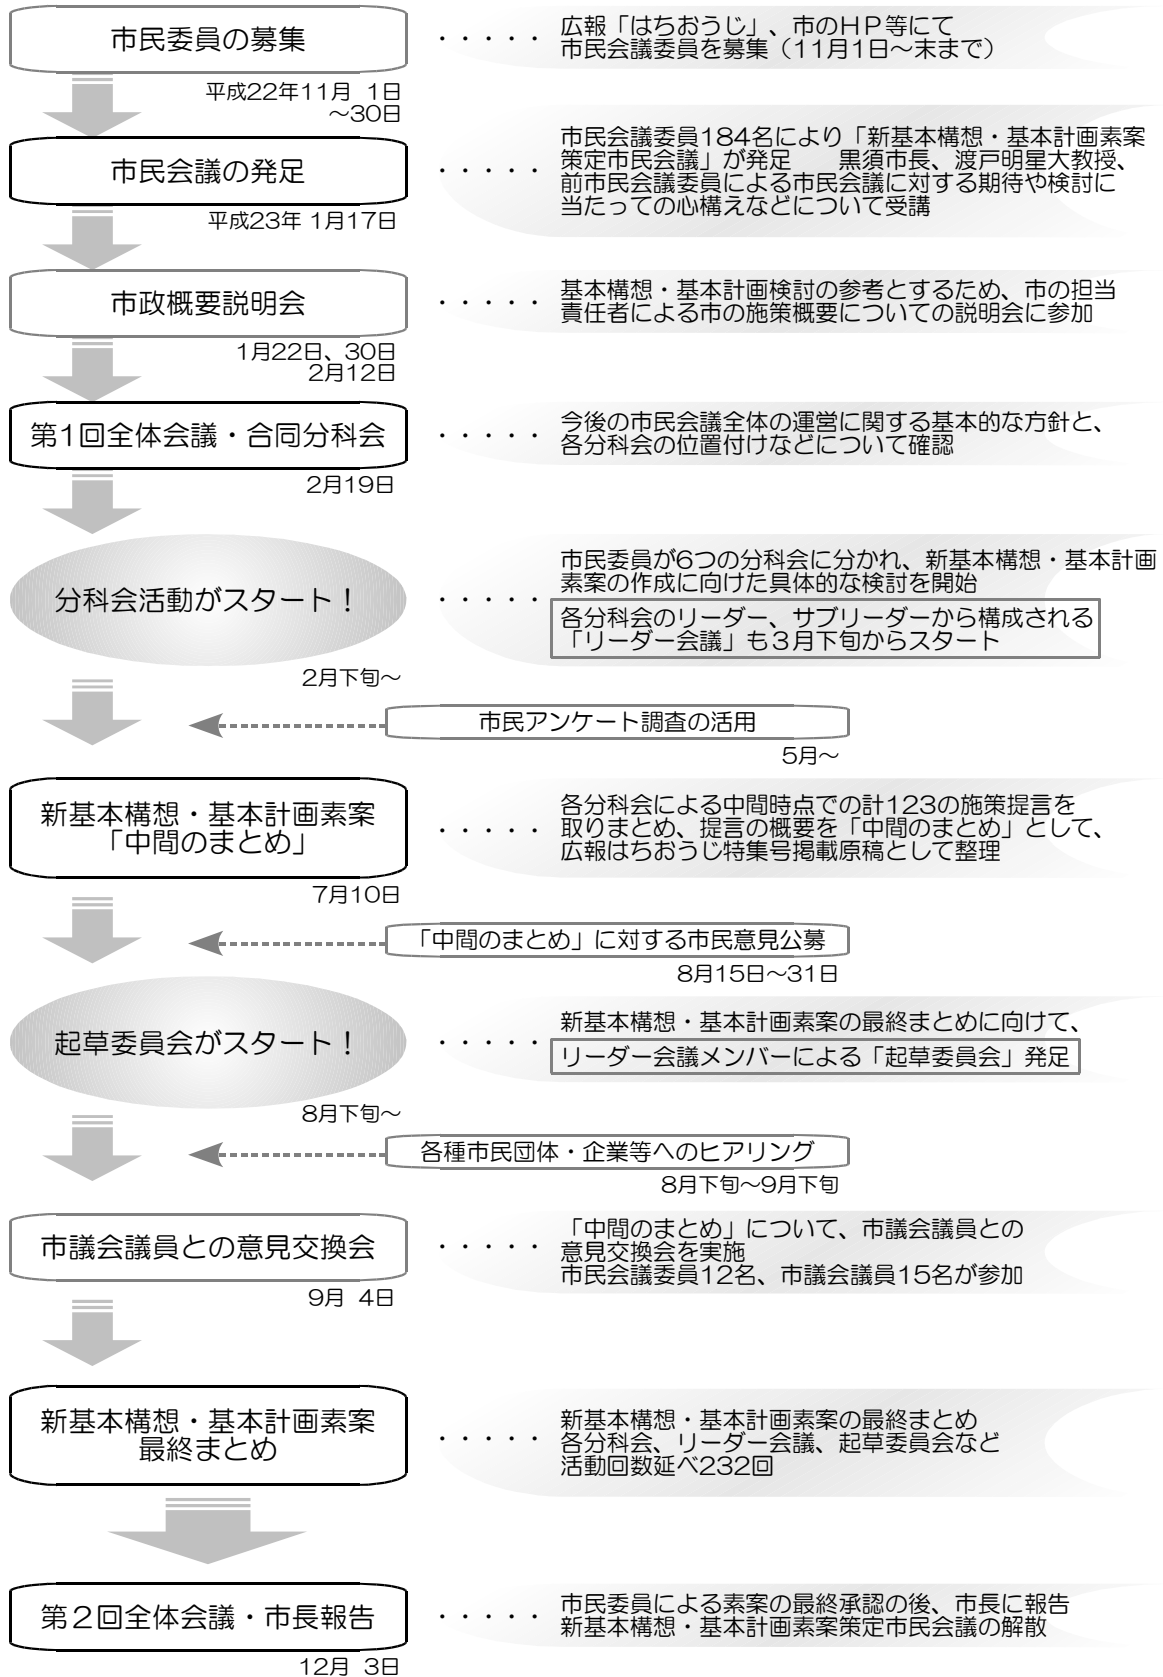 市民委員の募集
・・・・・
広報「はちおうじ」、市のHP等にて
市民会議委員を募集（11月1日～末まで）
平成22年11月 1日
～30日
市民会議の発足
・・・・・
市民会議委員184名により「新基本構想・基本計画素案
策定市民会議」が発足　　黒須市長、渡戸明星大教授、
前市民会議委員による市民会議に対する期待や検討に
当たっての心構えなどについて受講
平成23年 1月17日
市政概要説明会
・・・・・
基本構想・基本計画検討の参考とするため、市の担当
責任者による市の施策概要についての説明会に参加
1月22日、30日
2月12日
第1回全体会議・合同分科会
・・・・・
今後の市民会議全体の運営に関する基本的な方針と、
各分科会の位置付けなどについて確認
2月19日
分科会活動がスタート！
・・・・・
市民委員が6つの分科会に分かれ、新基本構想・基本計画
素案の作成に向けた具体的な検討を開始
各分科会のリーダー、サブリーダーから構成される
「リーダー会議」も３月下旬からスタート
2月下旬～
市民アンケート調査の活用
5月～
新基本構想・基本計画素案
「中間のまとめ」
・・・・・
各分科会による中間時点での計123の施策提言を
取りまとめ、提言の概要を「中間のまとめ」として、
広報はちおうじ特集号掲載原稿として整理
7月10日
「中間のまとめ」に対する市民意見公募
8月15日～31日
起草委員会がスタート！
・・・・・
新基本構想・基本計画素案の最終まとめに向けて、
リーダー会議メンバーによる「起草委員会」発足
8月下旬～
各種市民団体・企業等へのヒアリング
8月下旬～9月下旬
市議会議員との意見交換会
・・・・・
「中間のまとめ」について、市議会議員との
意見交換会を実施
市民会議委員12名、市議会議員15名が参加
9月 4日
新基本構想・基本計画素案
最終まとめ
・・・・・
新基本構想・基本計画素案の最終まとめ
各分科会、リーダー会議、起草委員会など
活動回数延べ232回
第２回全体会議・市長報告
・・・・・
市民委員による素案の最終承認の後、市長に報告
新基本構想・基本計画素案策定市民会議の解散
12月 3日